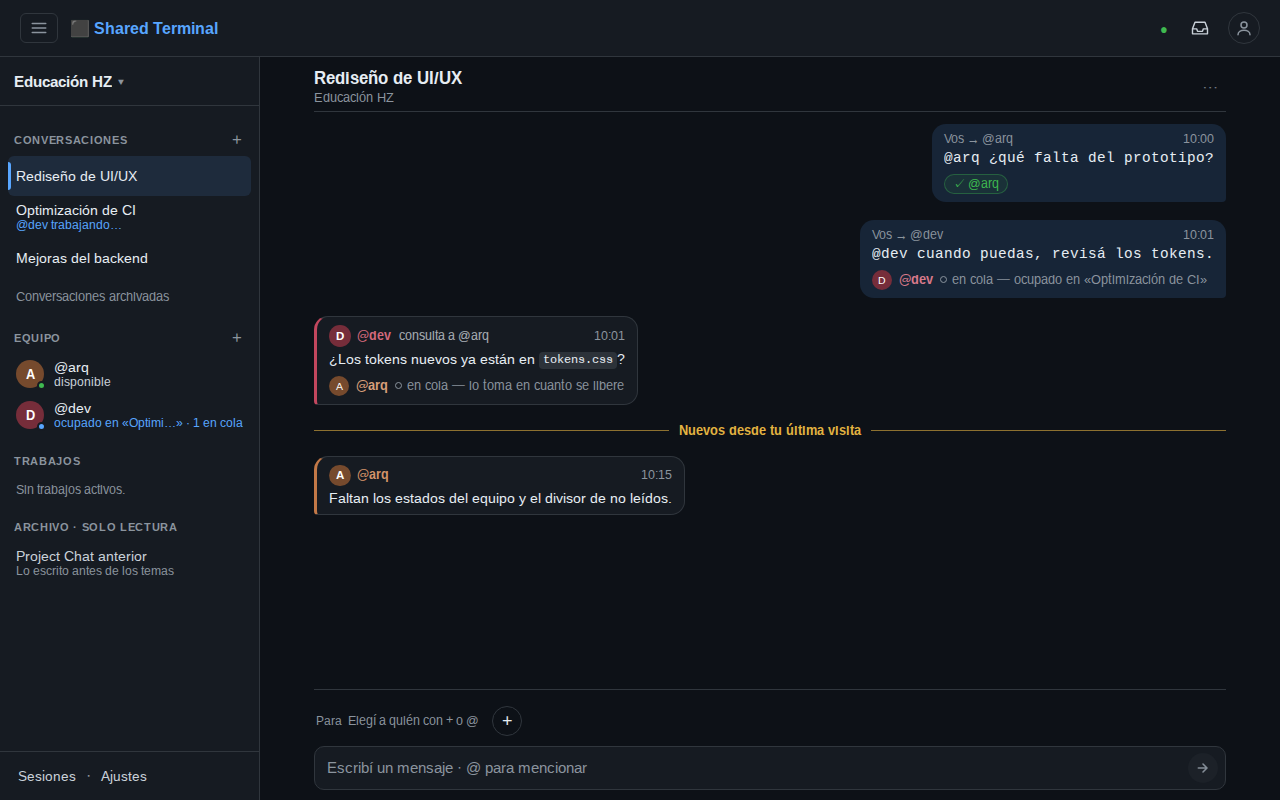 Shared Terminal
Educación HZ ▾
CONVERSACIONES +
Rediseño de UI/UX
Optimización de CI
@dev trabajando…
Mejoras del backend
Conversaciones archivadas
EQUIPO +
A @arq
disponible
D @dev
ocupado en «Optimi…» · 1 en cola
TRABAJOS
Sin trabajos activos.
ARCHIVO · SOLO LECTURA
Project Chat anterior
Lo escrito antes de los temas
Sesiones · Ajustes
Rediseño de UI/UX
Educación HZ
···
Vos → @arq 10:00
@arq ¿qué falta del prototipo?
✓ @arq
Vos → @dev 10:01
@dev cuando puedas, revisá los tokens.
D @dev ○ en cola — ocupado en «Optimización de CI»
D @dev consulta a @arq 10:01
¿Los tokens nuevos ya están en tokens.css?
A @arq ○ en cola — lo toma en cuanto se libere
Nuevos desde tu última visita
A @arq 10:15
Faltan los estados del equipo y el divisor de no leídos.
Para Elegí a quién con + o @ +
Escribí un mensaje · @ para mencionar